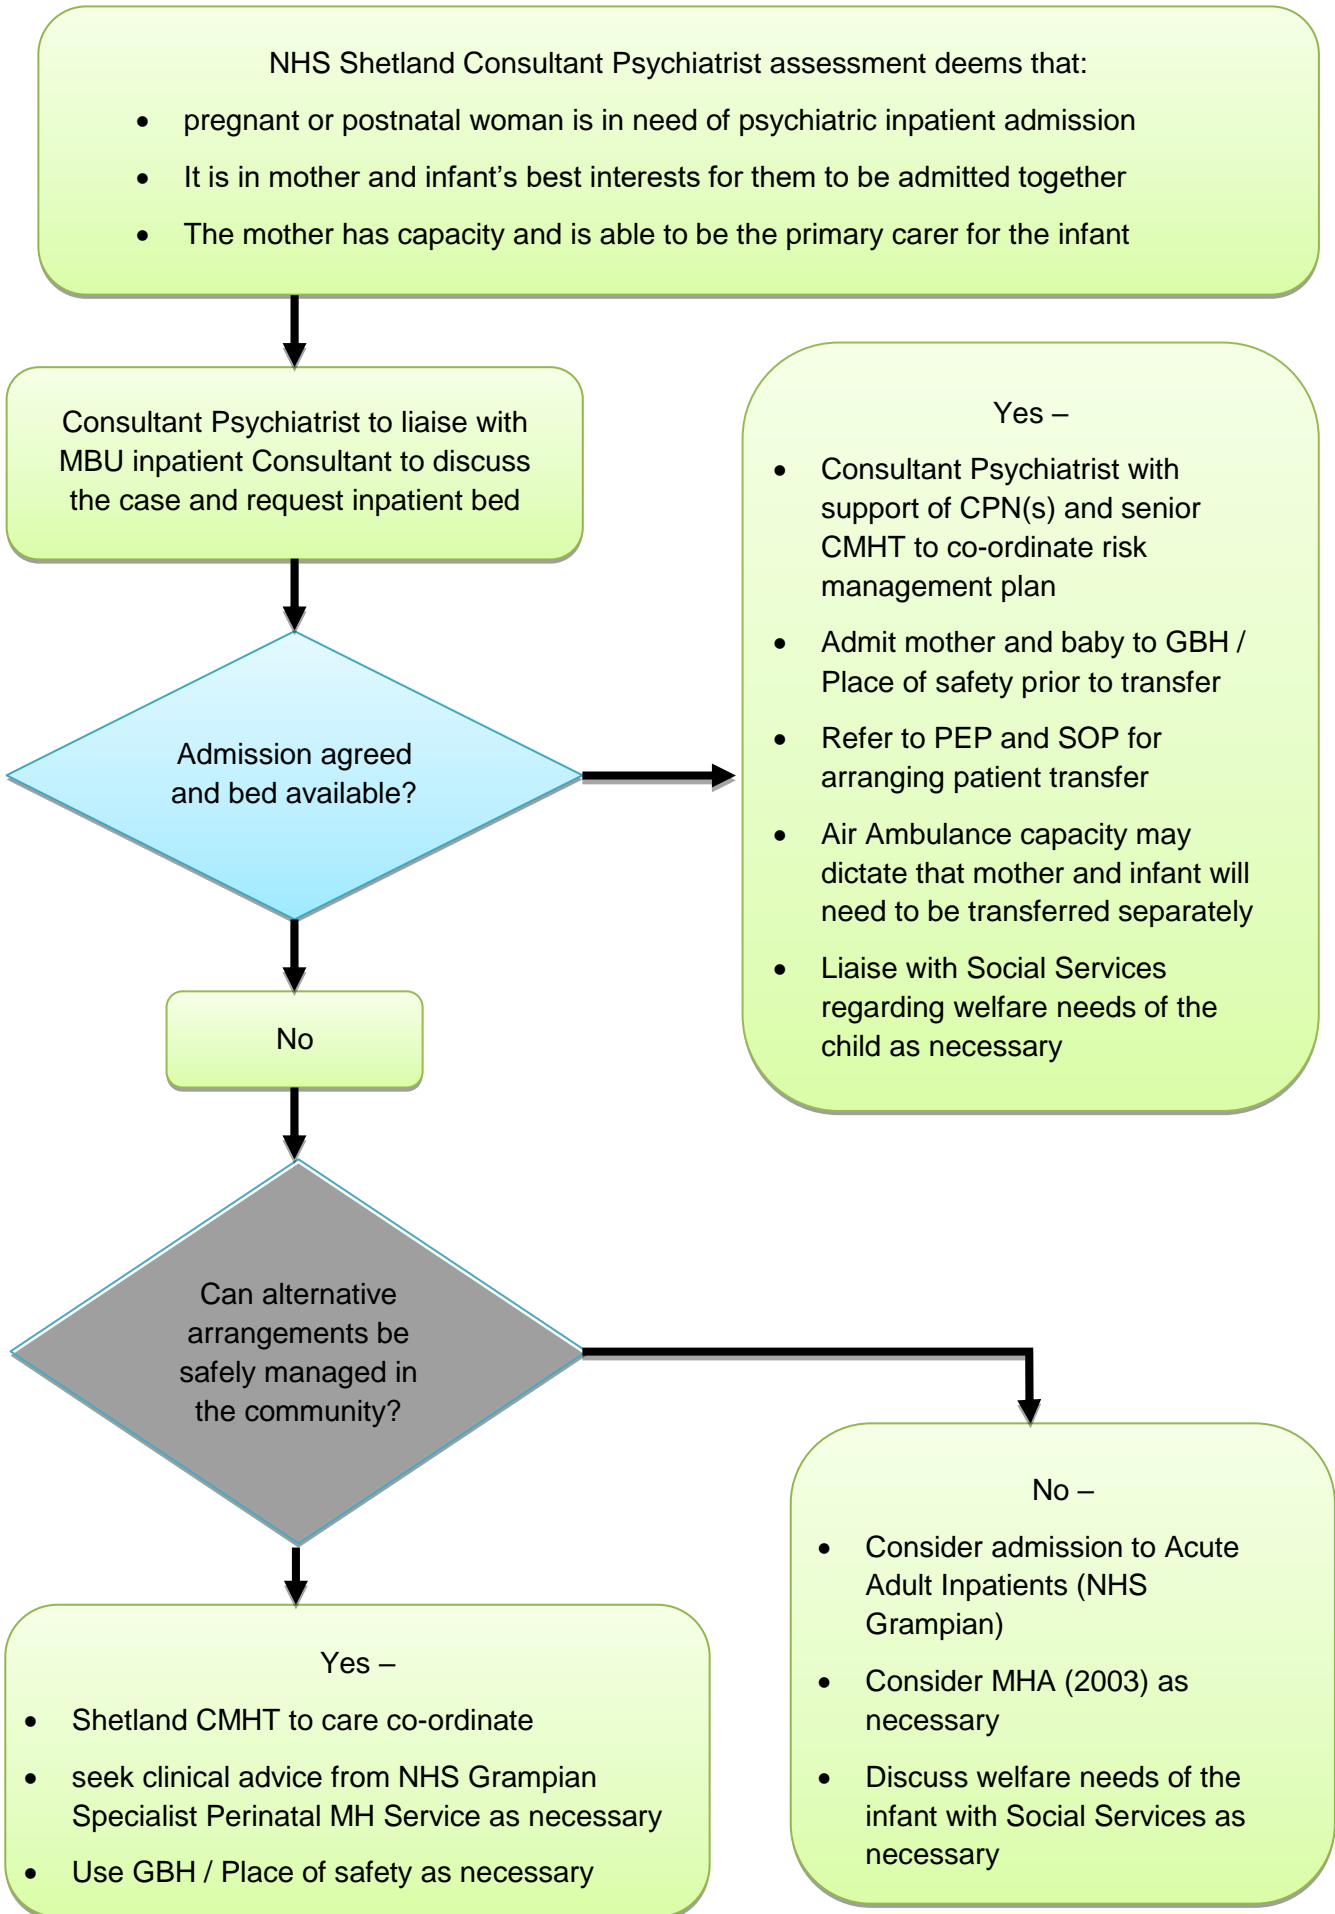 NHS Shetland Consultant Psychiatrist assessment deems that:
• pregnant or postnatal woman is in need of psychiatric inpatient admission
• It is in mother and infant’s best interests for them to be admitted together
• The mother has capacity and is able to be the primary carer for the infant
Consultant Psychiatrist to liaise with
MBU inpatient Consultant to discuss
the case and request inpatient bed
Admission agreed
and bed available?
Yes –
• Consultant Psychiatrist with
support of CPN(s) and senior
CMHT to co-ordinate risk
management plan
• Admit mother and baby to GBH /
Place of safety prior to transfer
• Refer to PEP and SOP for
arranging patient transfer
• Air Ambulance capacity may
dictate that mother and infant will
need to be transferred separately
• Liaise with Social Services
regarding welfare needs of the
child as necessary
No
Can alternative
arrangements be
safely managed in
the community?
No –
• Consider admission to Acute
Adult Inpatients (NHS
Grampian)
• Consider MHA (2003) as
necessary
• Discuss welfare needs of the
infant with Social Services as
necessary
Yes –
• Shetland CMHT to care co-ordinate
• seek clinical advice from NHS Grampian
Specialist Perinatal MH Service as necessary
• Use GBH / Place of safety as necessary